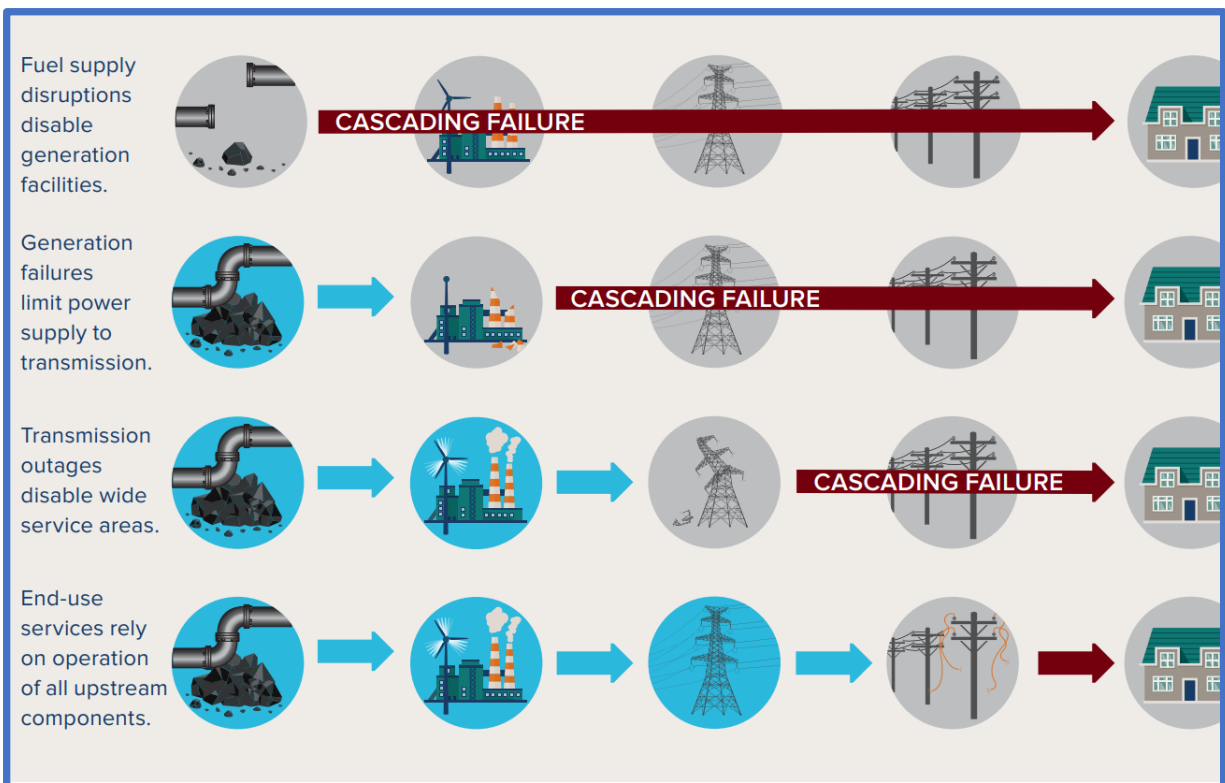 Fuel supply
disruptions
disable
generation
facilities.
CASCADING FAILURE
Generation
failures
limit power
supply to
transmission.
CASCADING FAILURE
Transmission
outages
disable wide
service areas.
CASCADING FAILURE
End-use
services rely
on operation
of all upstream
components.